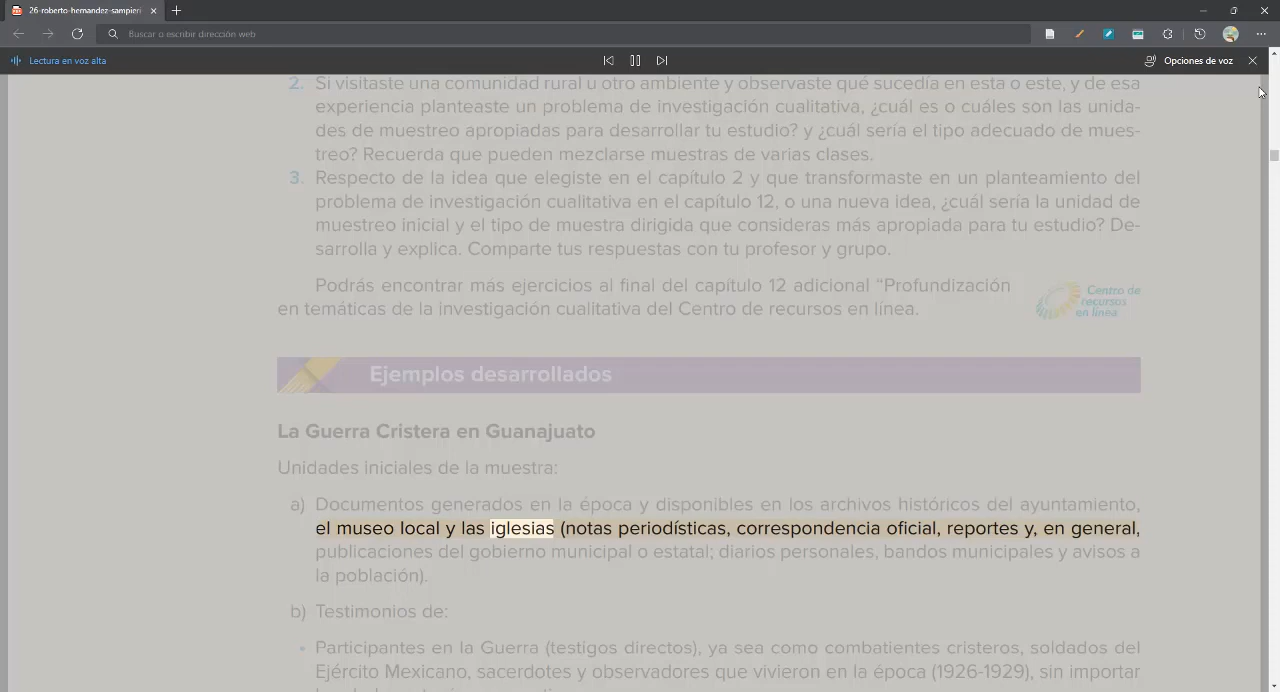 26-roberto-hernandez-sampieri
Buscar o escribir dirección web
Lectura en voz alta
Opciones de voz
2. Si visitaste una comunidad rural u otro ambiente y observaste qué sucedía en esta o este, y de esa
experiencia planteaste un problema de investigación cualitativa, ¿cuál es o cuáles son las unida-
des de muestreo apropiadas para desarrollar tu estudio? y ¿cuál sería el tipo adecuado de mues-
treo? Recuerda que pueden mezclarse muestras de varias clases.
3. Respecto de la idea que elegiste en el capítulo 2 y que transformaste en un planteamiento del
problema de investigación cualitativa en el capítulo 12, o una nueva idea, ¿cuál sería la unidad de
muestreo inicial y el tipo de muestra dirigida que consideras más apropiada para tu estudio? De-
sarrolla y explica. Comparte tus respuestas con tu profesor y grupo.
Podrás encontrar más ejercicios al final del capítulo 12 adicional “Profundización
en temáticas de la investigación cualitativa del Centro de recursos en línea.
Centro de
recursos
en línea
Ejemplos desarrollados
La Guerra Cristera en Guanajuato
Unidades iniciales de la muestra:
a) Documentos generados en la época y disponibles en los archivos históricos del ayuntamiento,
el museo local y las iglesias (notas periodísticas, correspondencia oficial, reportes y, en general,
publicaciones del gobierno municipal o estatal; diarios personales, bandos municipales y avisos a
la población).
b) Testimonios de:
• Participantes en la Guerra (testigos directos), ya sea como combatientes cristeros, soldados del
Ejército Mexicano, sacerdotes y observadores que vivieron en la época (1926-1929), sin importar